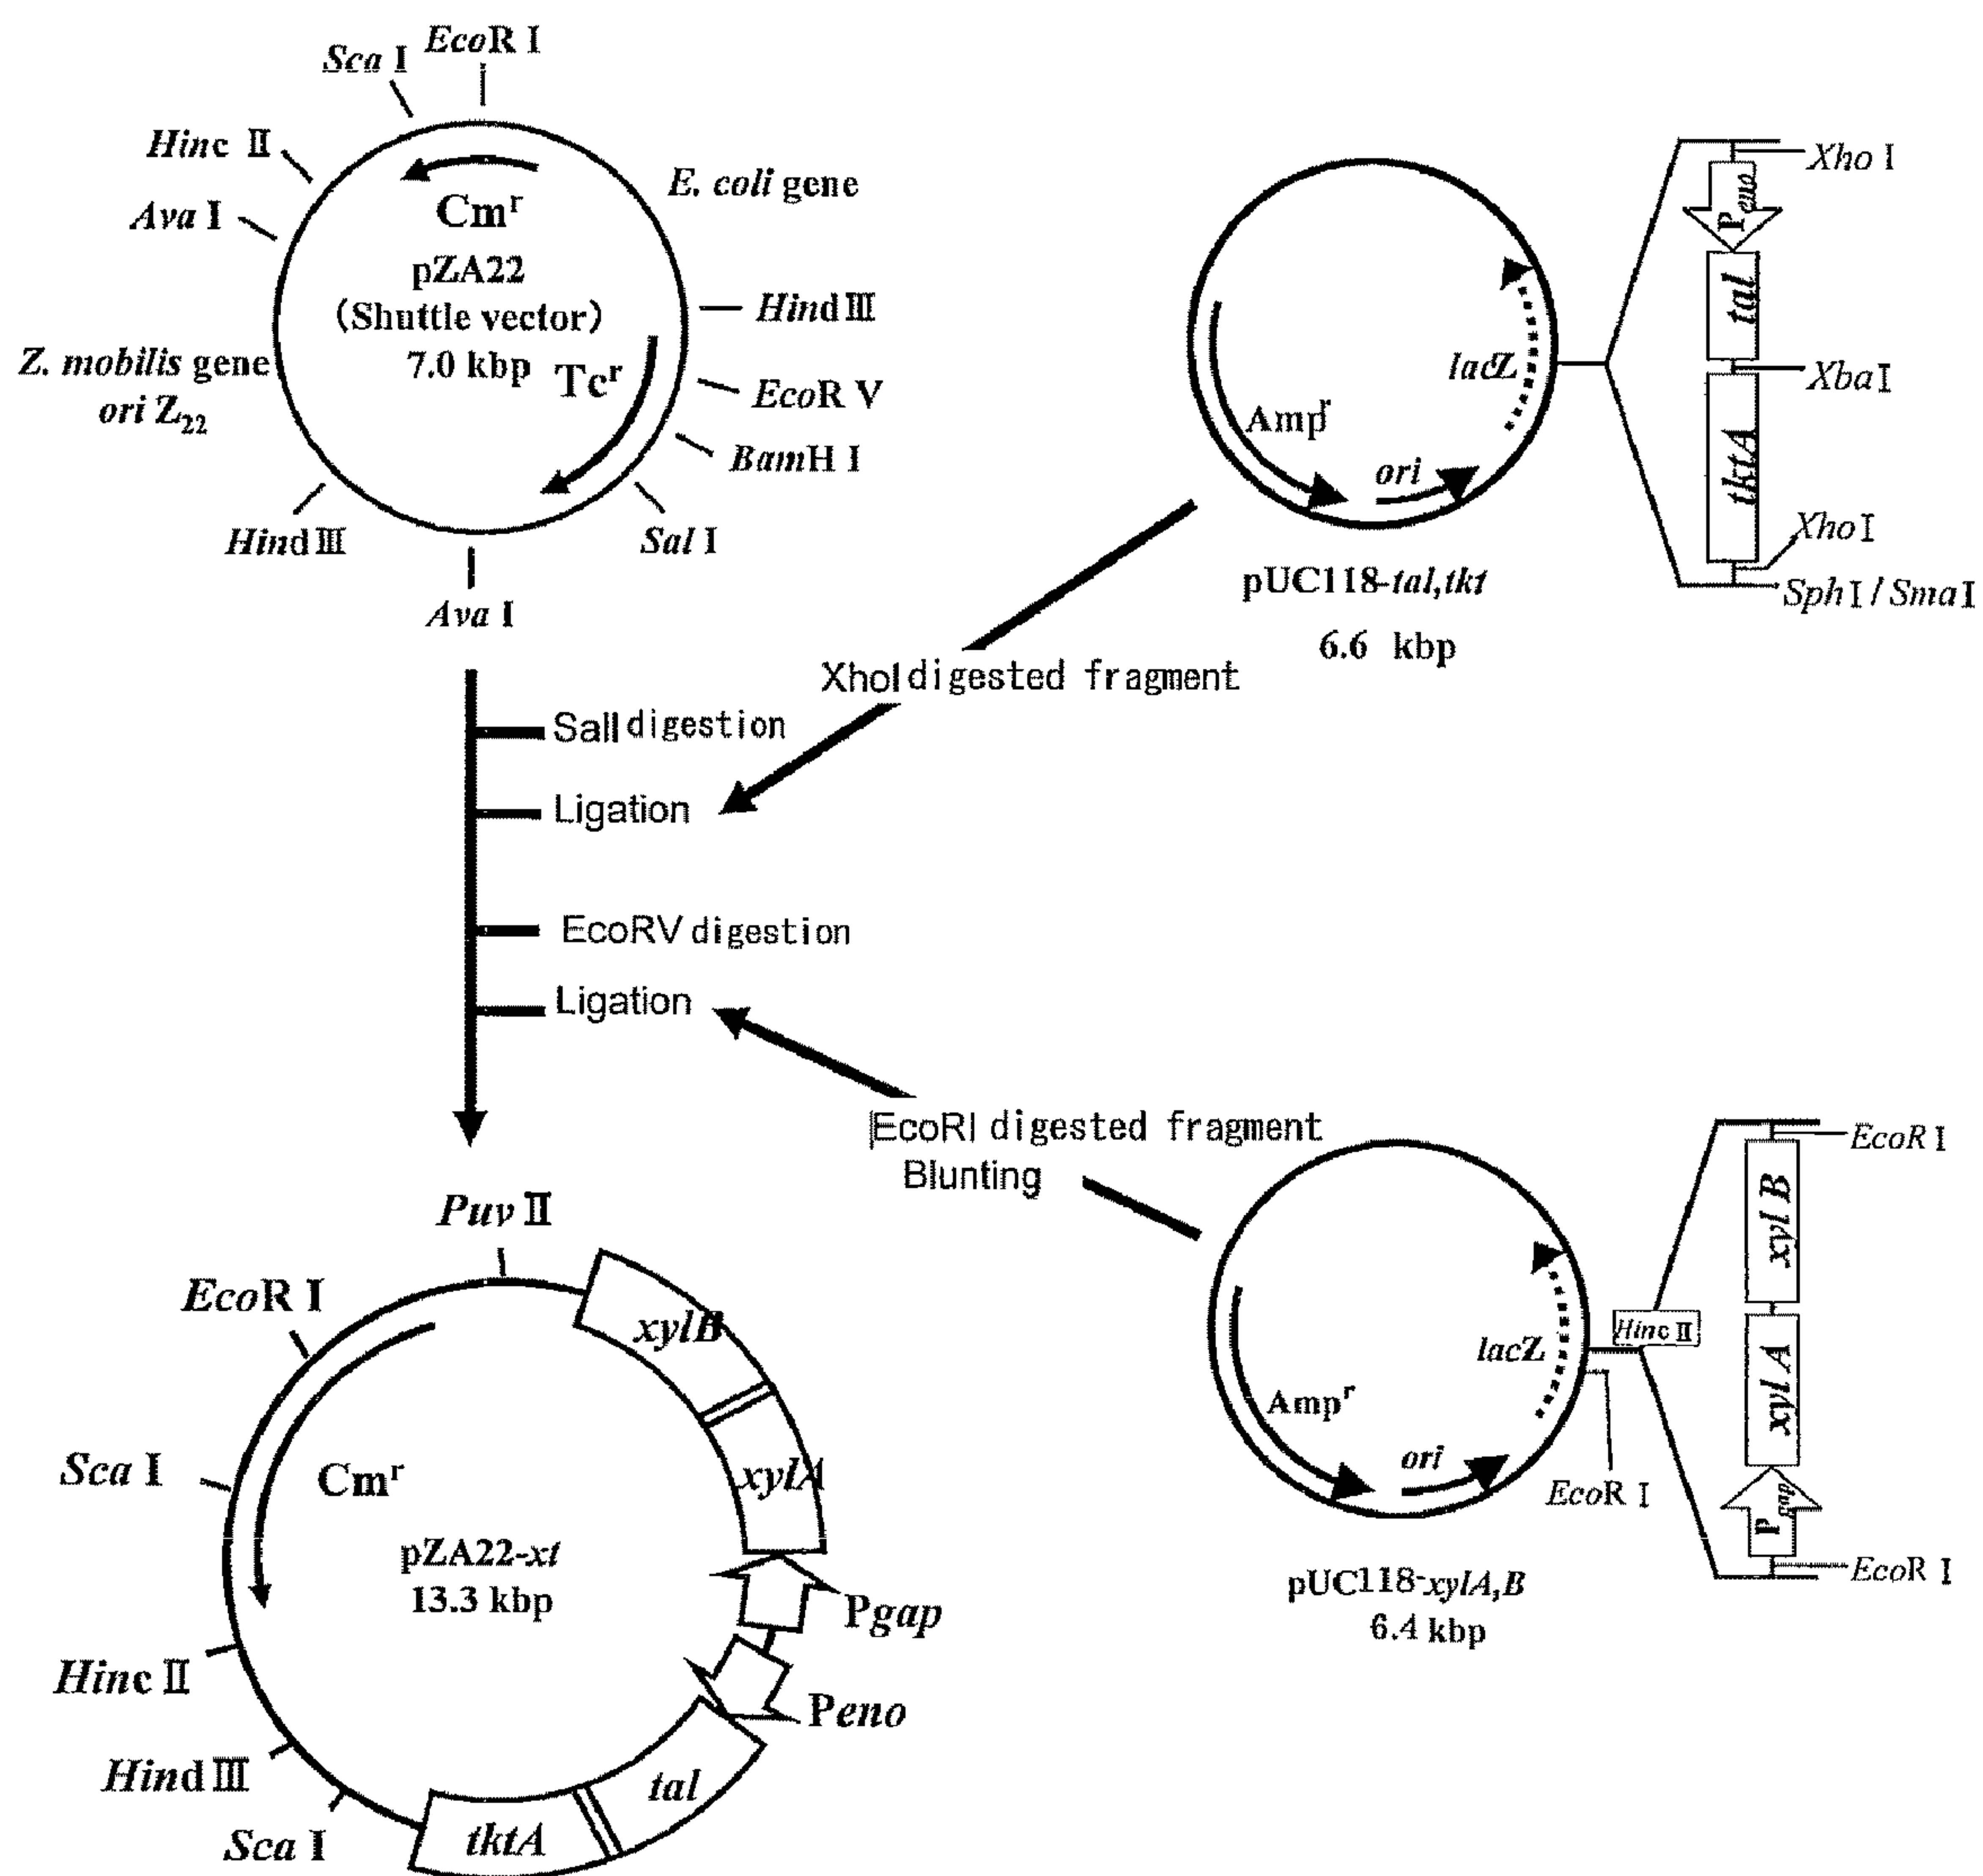 EcoR I
Sca I
Hinc II
Ava I
E. coli gene
Cmʳ
pZA22
(Shuttle vector)
7.0 kbp
Tcʳ
Hind III
Z. mobilis gene
ori Z₂₂
EcoR V
BamH I
Sal I
Hind III
Ava I
Xho I
Peno
tal
Xba I
tktA
Xho I
Sph I / Sma I
lacZ
Ampʳ
ori
pUC118-tal,tkt
6.6 kbp
XhoI digested fragment
SalI digestion
Ligation
EcoRV digestion
Ligation
EcoRI digested fragment
Blunting
EcoR I
xyl B
Hinc II
xyl A
Pgap
EcoR I
EcoR I
lacZ
Ampʳ
ori
pUC118-xylA,B
6.4 kbp
Puv II
EcoR I
xylB
Sca I
Cmʳ
xylA
pZA22-xt
13.3 kbp
Pgap
Hinc II
Peno
Hind III
tal
Sca I
tktA